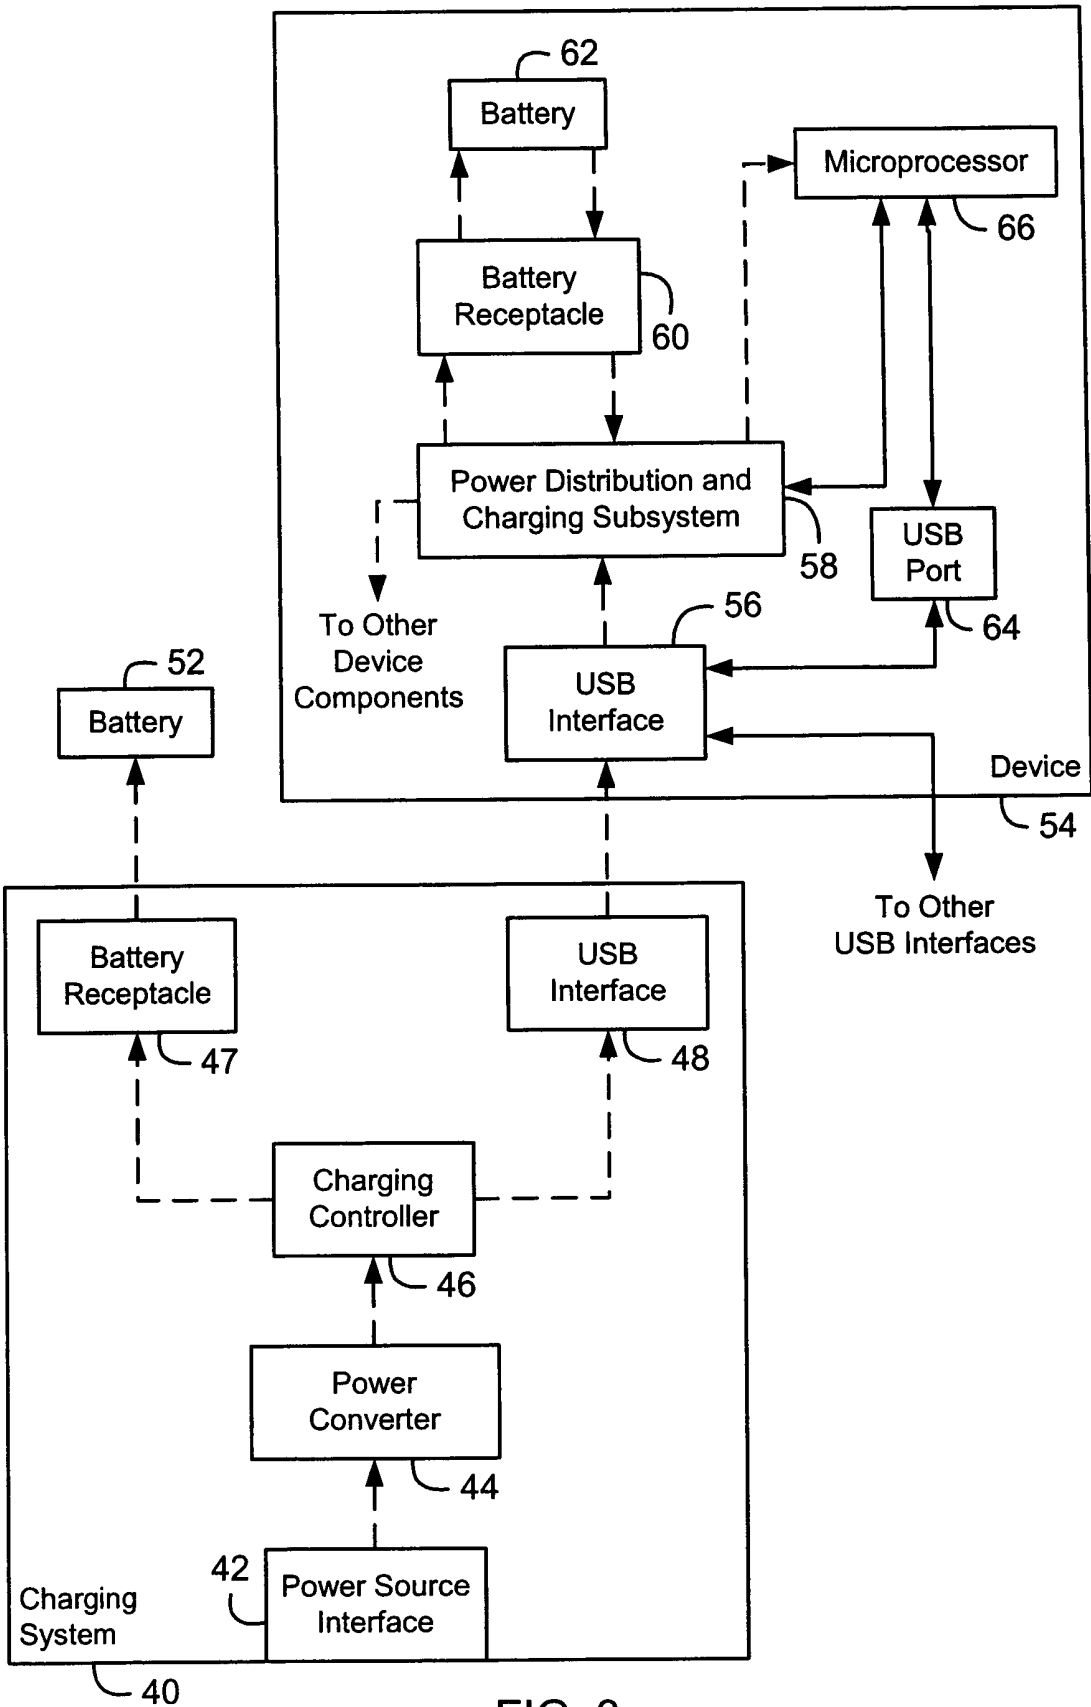 62
Battery
Microprocessor
66
Battery
Receptacle
60
Power Distribution and
Charging Subsystem
58
USB
Port
64
To Other
Device
Components
56
USB
Interface
52
Battery
Device
54
To Other
USB Interfaces
Battery
Receptacle
47
USB
Interface
48
Charging
Controller
46
Power
Converter
44
42
Power Source
Interface
Charging
System
40